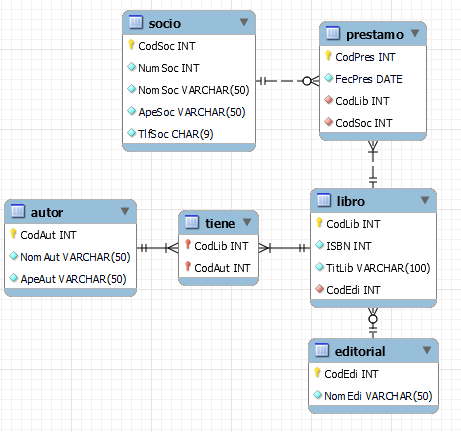 socio
CodSoc INT
NumSoc INT
NomSoc VARCHAR(50)
ApeSoc VARCHAR(50)
TlfSoc CHAR(9)
prestamo
CodPres INT
FecPres DATE
CodLib INT
CodSoc INT
autor
CodAut INT
NomAut VARCHAR(50)
ApeAut VARCHAR(50)
tiene
CodLib INT
CodAut INT
libro
CodLib INT
ISBN INT
TitLib VARCHAR(100)
CodEdi INT
editorial
CodEdi INT
NomEdi VARCHAR(50)